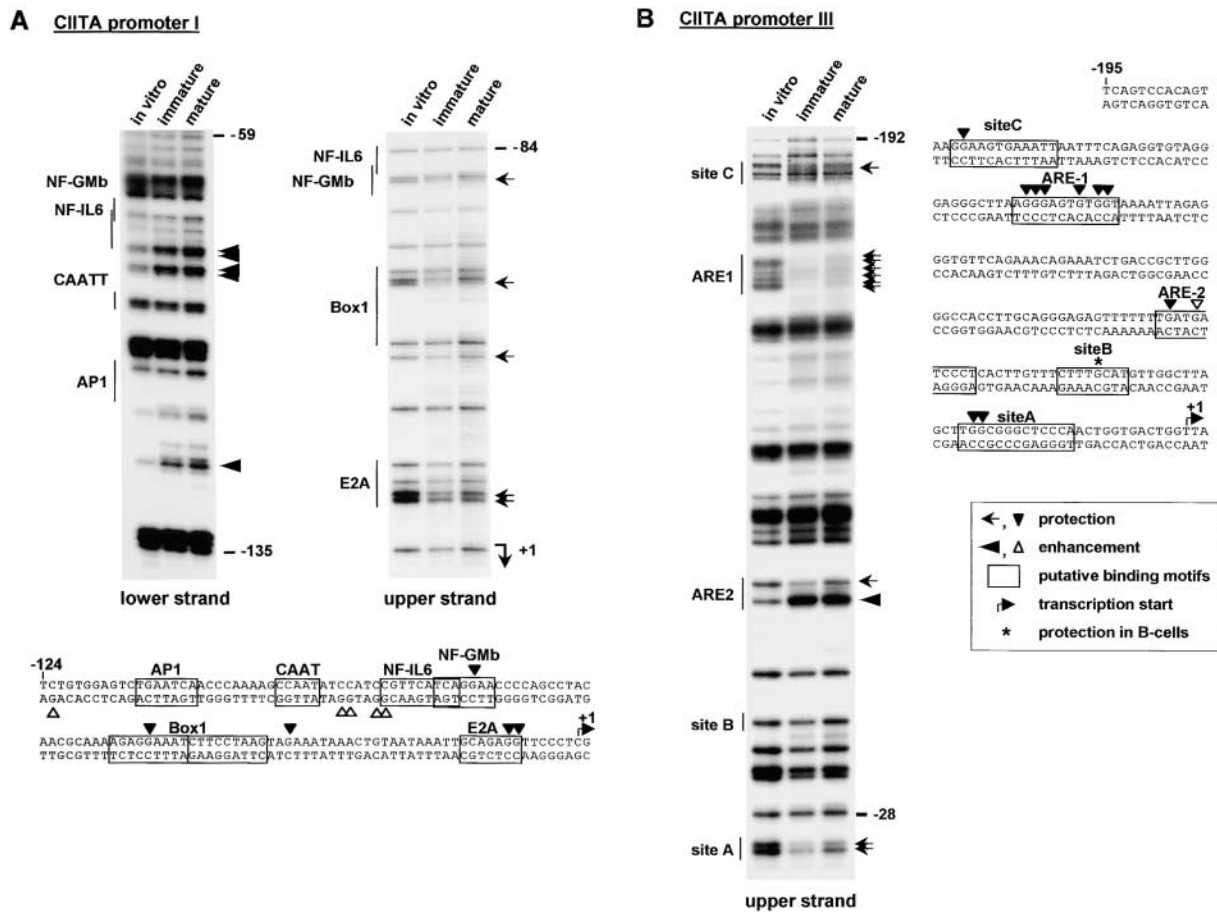 A CIITA promoter I
in vitro immature mature
-59
NF-GMb
NF-IL6
CAATT
AP1
-135
lower strand
in vitro immature mature
NF-IL6
-84
NF-GMb
Box1
E2A
+1
upper strand
-124
AP1 CAAT NF-IL6 NF-GMb
TCTGTGGAGTCTGAATCAACCCAAAAGCCAATATCCATCCGTTCATCAGGAACCCCAGCCTAC
AGACACCTCAGACTTAGTTGGGTTTTCGGTTATAGGTAGGCAAGTAGTCCTTGGGGTCGGATG
Box1 E2A +1
AACGCAAAAGAGGAAATCTTCCTAAGTAGAAATAAACTGTAATAAATTGCAGAGGTTCCCTCG
TTGCGTTTTCTCCTTTAGAAGGATTCATCTTTATTTGACATTATTTAACGTCTCCAAGGGAGC
B CIITA promoter III
in vitro immature mature
-192
site C
ARE1
ARE2
site B
-28
site A
upper strand
-195
TCAGTCCACAGT
AGTCAGGTGTCA
siteC
AAGGAAGTGAAATTAATTTCAGAGGTGTAGG
TTCCTTCACTTTAATTAAAGTCTCCACATCC
ARE-1
GAGGGCTTAAGGGAGTGTGGTAAAATTAGAG
CTCCCGAATTCCCTCACACCATTTTAATCTC
GGTGTTCAGAAACAGAAATCTGACCGCTTGG
CCACAAGTCTTTGTCTTTAGACTGGCGAACC
ARE-2
GGCCACCTTGCAGGGAGAGTTTTTTTGATGA
CCGGTGGAACGTCCCTCTCAAAAAAACTACT
siteB
*
TCCCTCACTTGTTTCTTTGCATGTTGGCTTA
AGGGAGTGAACAAAGAAACGTACAACCGAAT
siteA +1
GCTTGGCGGGCTCCCAACTGGTGACTGGTTA
CGAACCGCCCGAGGGTTGACCACTGACCAAT
, protection
, enhancement
putative binding motifs
transcription start
* protection in B-cells